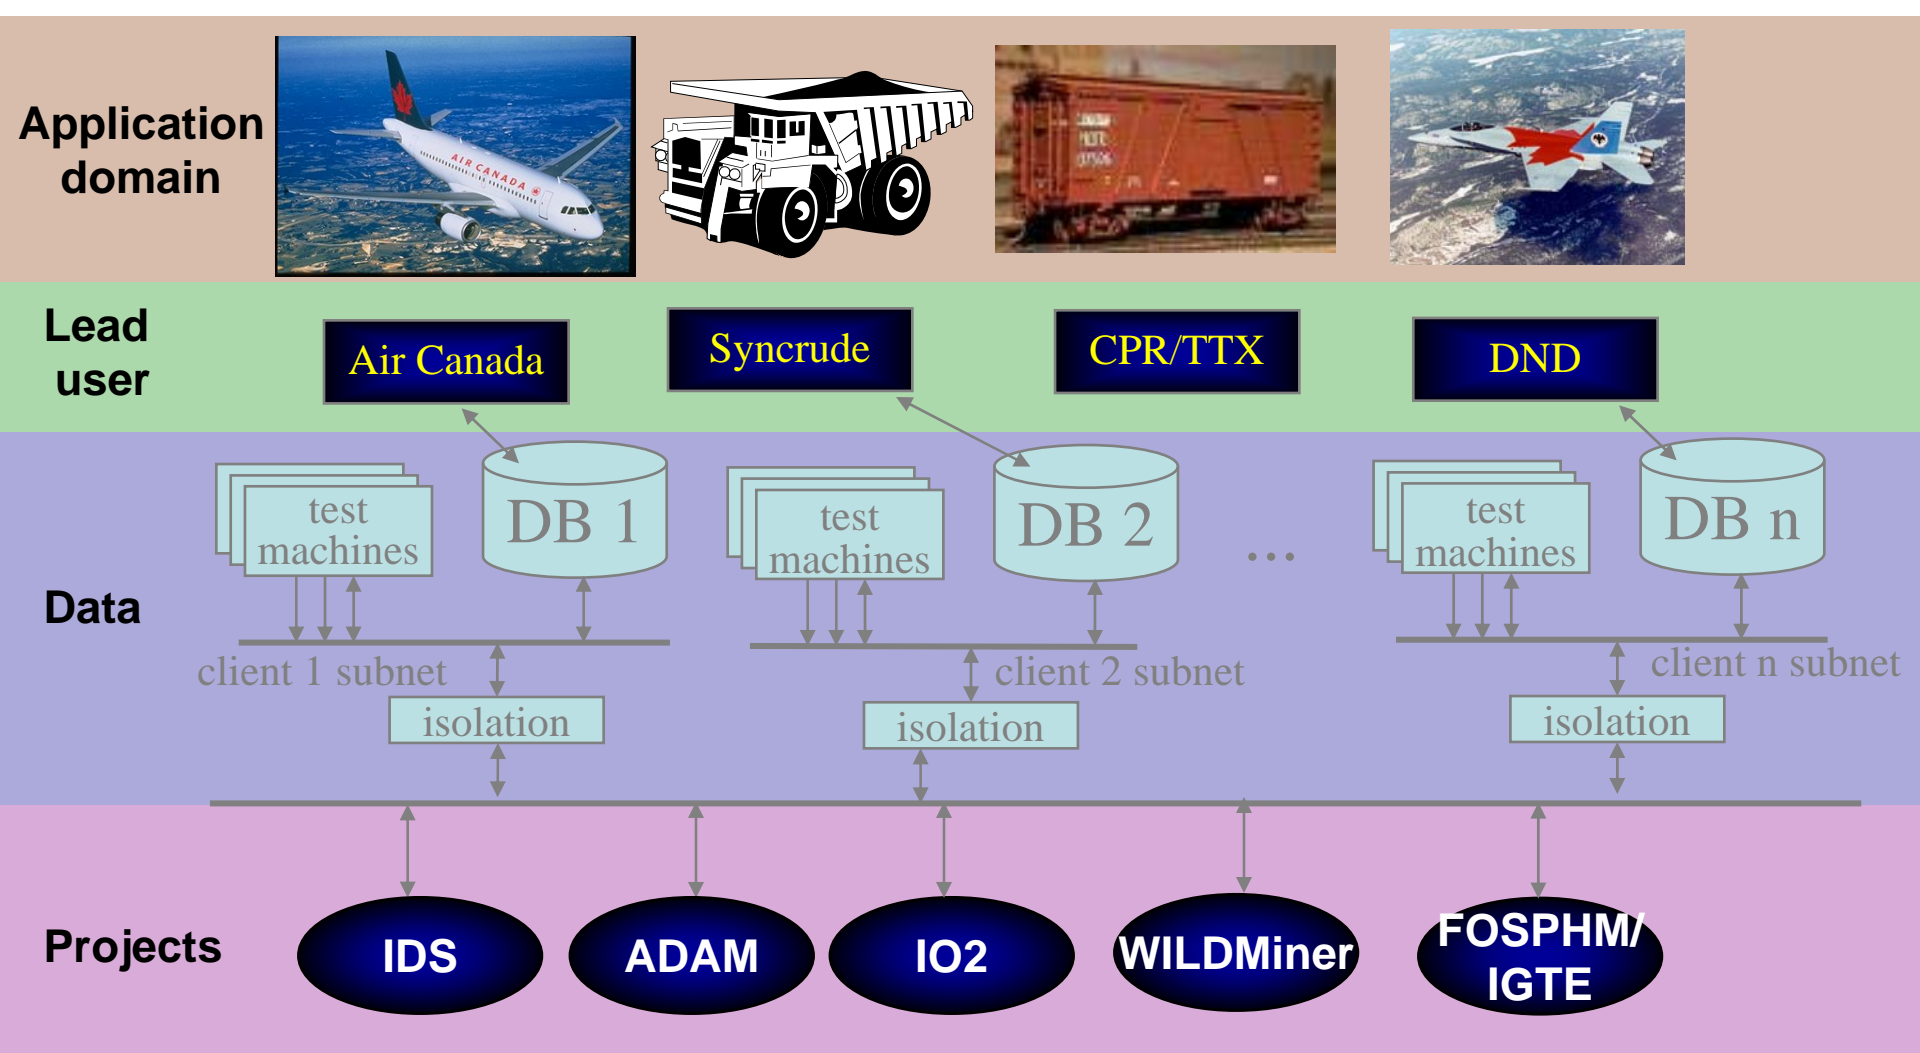 Application
domain
AIR CANADA
Lead
user
Air Canada
Syncrude
CPR/TTX
DND
Data
test
machines
DB 1
test
machines
DB 2
...
test
machines
DB n
client 1 subnet
client 2 subnet
client n subnet
isolation
isolation
isolation
Projects
IDS
ADAM
IO2
WILDMiner
FOSPHM/
IGTE